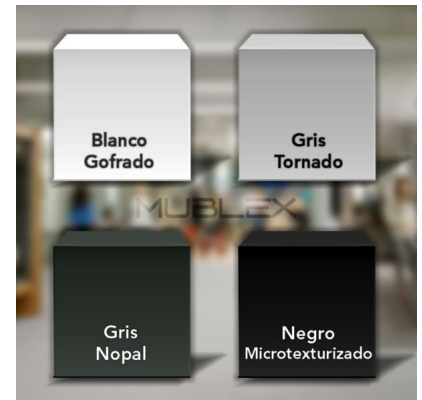 Blanco
Gofrado
Gris
Tornado
MUBLEX
Gris
Nopal
Negro
Microtexturizado